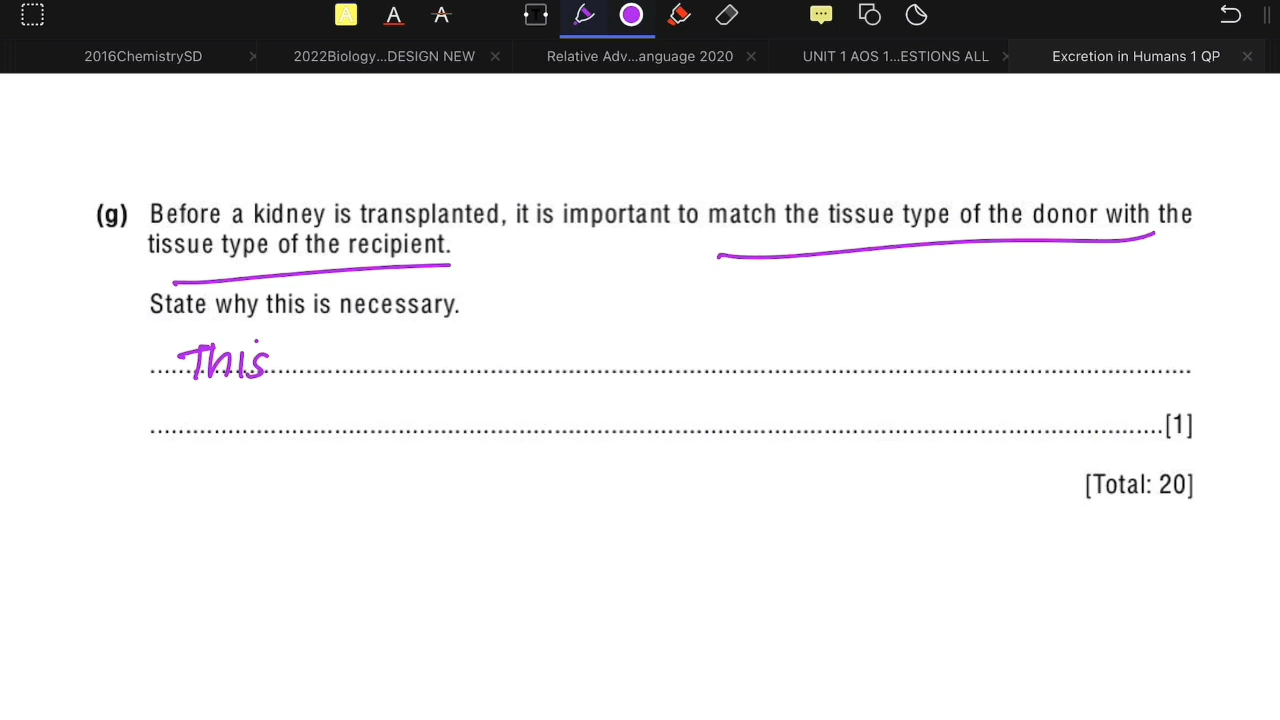 A A A T
2016ChemistrySD × 2022Biology...DESIGN NEW × Relative Adv...anguage 2020 × UNIT 1 AOS 1...ESTIONS ALL × Excretion in Humans 1 QP ×
(g) Before a kidney is transplanted, it is important to match the tissue type of the donor with the
tissue type of the recipient.
State why this is necessary.
This
[1]
[Total: 20]